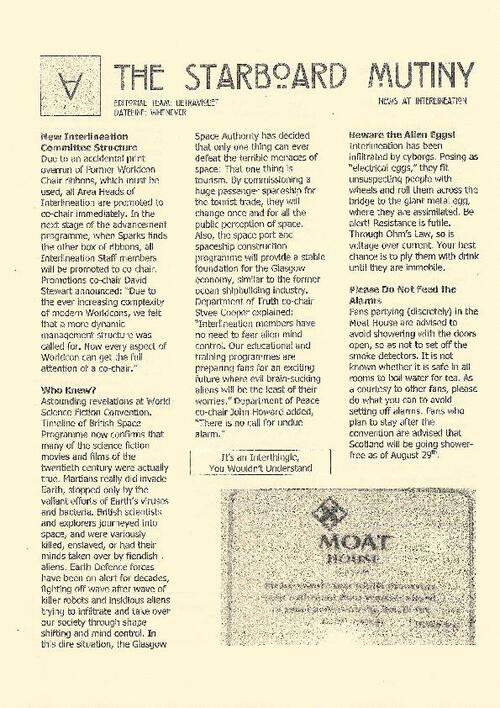 ∀
THE STARBOARD MUTINY
EDITORIAL TEAM: ULTRAVIOLET
DATELINE: WHENEVER
NEWS AT INTERLINEATION
New Interlineation
Committee Structure
Due to an accidental print
overrun of Former Worldcon
Chair ribbons, which must be
used, all Area Heads of
Interlineation are promoted to
co-chair immediately. In the
next stage of the advancement
programme, when Sparks finds
the other box of ribbons, all
Interlineation Staff members
will be promoted to co-chair.
Promotions co-chair David
Stewart announced: "Due to
the ever increasing complexity
of modern Worldcons, we felt
that a more dynamic
management structure was
called for. Now every aspect of
Worldcon can get the full
attention of a co-chair."
Who Knew?
Astounding revelations at World
Science Fiction Convention.
Timeline of British Space
Programme now confirms that
many of the science fiction
movies and films of the
twentieth century were actually
true. Martians really did invade
Earth, stopped only by the
valiant efforts of Earth's viruses
and bacteria. British scientists
and explorers journeyed into
space, and were variously
killed, enslaved, or had their
minds taken over by fiendish
aliens. Earth Defence forces
have been on alert for decades,
fighting off wave after wave of
killer robots and insidious aliens
trying to infiltrate and take over
our society through shape
shifting and mind control. In
this dire situation, the Glasgow
Space Authority has decided
that only one thing can ever
defeat the terrible menaces of
space: That one thing is
tourism. By commissioning a
huge passenger spaceship for
the tourist trade, they will
change once and for all the
public perception of space.
Also, the space port and
spaceship construction
programme will provide a stable
foundation for the Glasgow
economy, similar to the former
ocean shipbuilding industry.
Department of Truth co-chair
Stvee Cooper explained:
"Interlineation members have
no need to fear alien mind
control. Our educational and
training programmes are
preparing fans for an exciting
future where evil brain-sucking
aliens will be the least of their
worries." Department of Peace
co-chair John Howard added,
"There is no call for undue
alarm."
It's an Interthingle,
You Wouldn't Understand
Beware the Alien Eggs!
Interlineation has been
infiltrated by cyborgs. Posing as
"electrical eggs," they fit
unsuspecting people with
wheels and roll them across the
bridge to the giant metal egg,
where they are assimilated. Be
alert! Resistance is futile.
Through Ohm's Law, so is
voltage over current. Your best
chance is to ply them with drink
until they are immobile.
Please Do Not Feed the
Alarms
Fans partying (discretely) in the
Moat House are advised to
avoid showering with the doors
open, so as not to set off the
smoke detectors. It is not
known whether it is safe in all
rooms to boil water for tea. As
a courtesy to other fans, please
do what you can to avoid
setting off alarms. Fans who
plan to stay after the
convention are advised that
Scotland will be going shower-
free as of August 29th.
MOAT
HOUSE